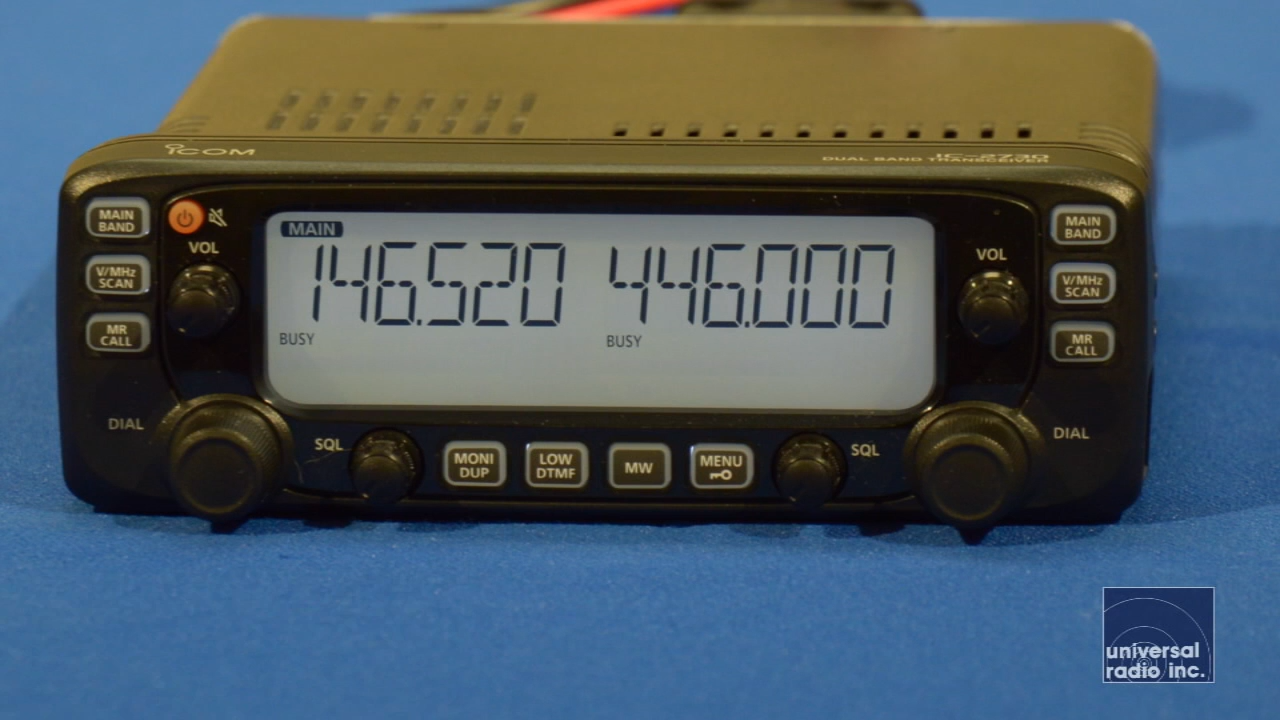 ICOM
IC-2730
DUAL BAND TRANSCEIVER
MAIN
BAND
VOL
MAIN
146.520 446.000
BUSY BUSY
VOL
MAIN
BAND
V/MHz
SCAN
V/MHz
SCAN
MR
CALL
MR
CALL
DIAL
SQL
MONI
DUP
LOW
DTMF
MW
MENU
SQL
DIAL
universal
radio inc.